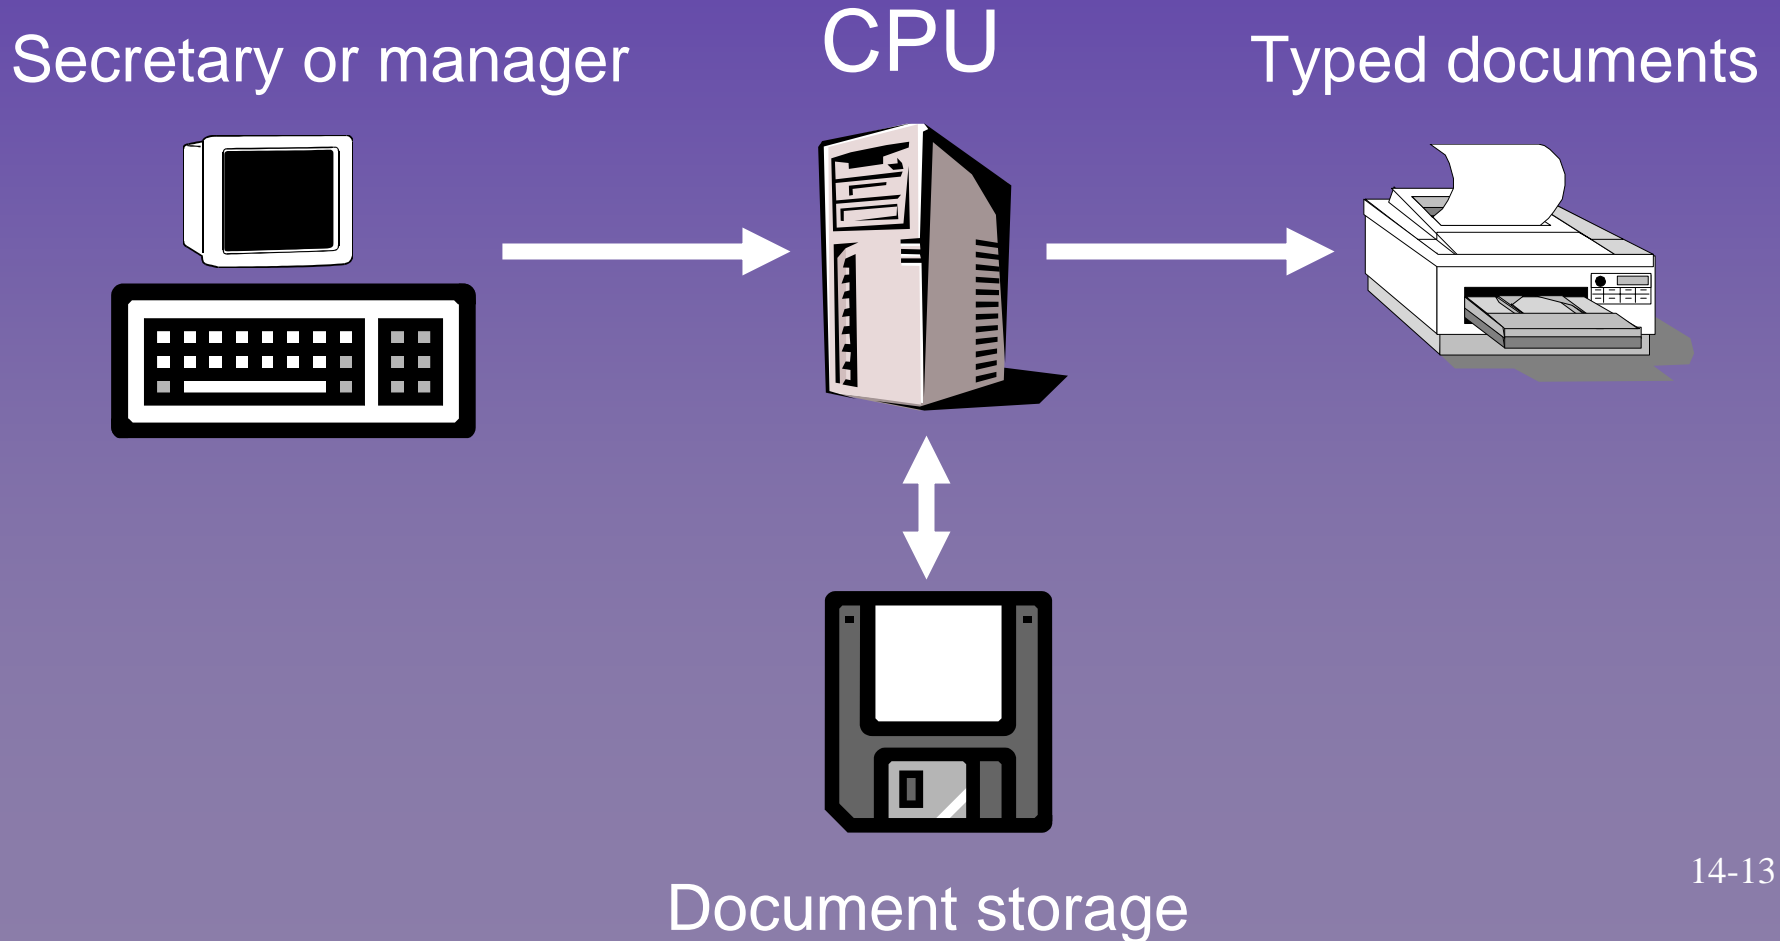 Secretary or manager
CPU
Typed documents
Document storage
14-13